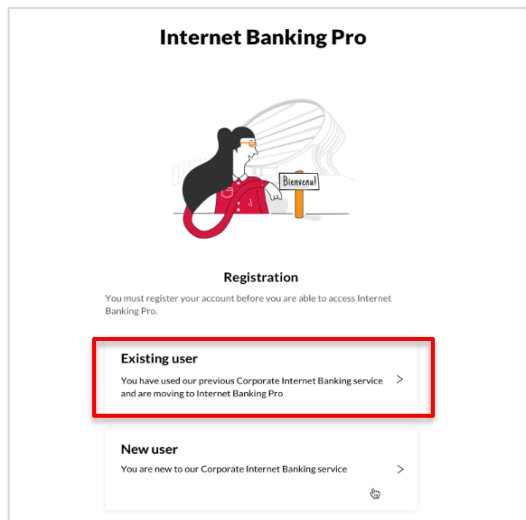 Internet Banking Pro
Bienvenu!
Registration
You must register your account before you are able to access Internet
Banking Pro.
Existing user
You have used our previous Corporate Internet Banking service
and are moving to Internet Banking Pro
New user
You are new to our Corporate Internet Banking service